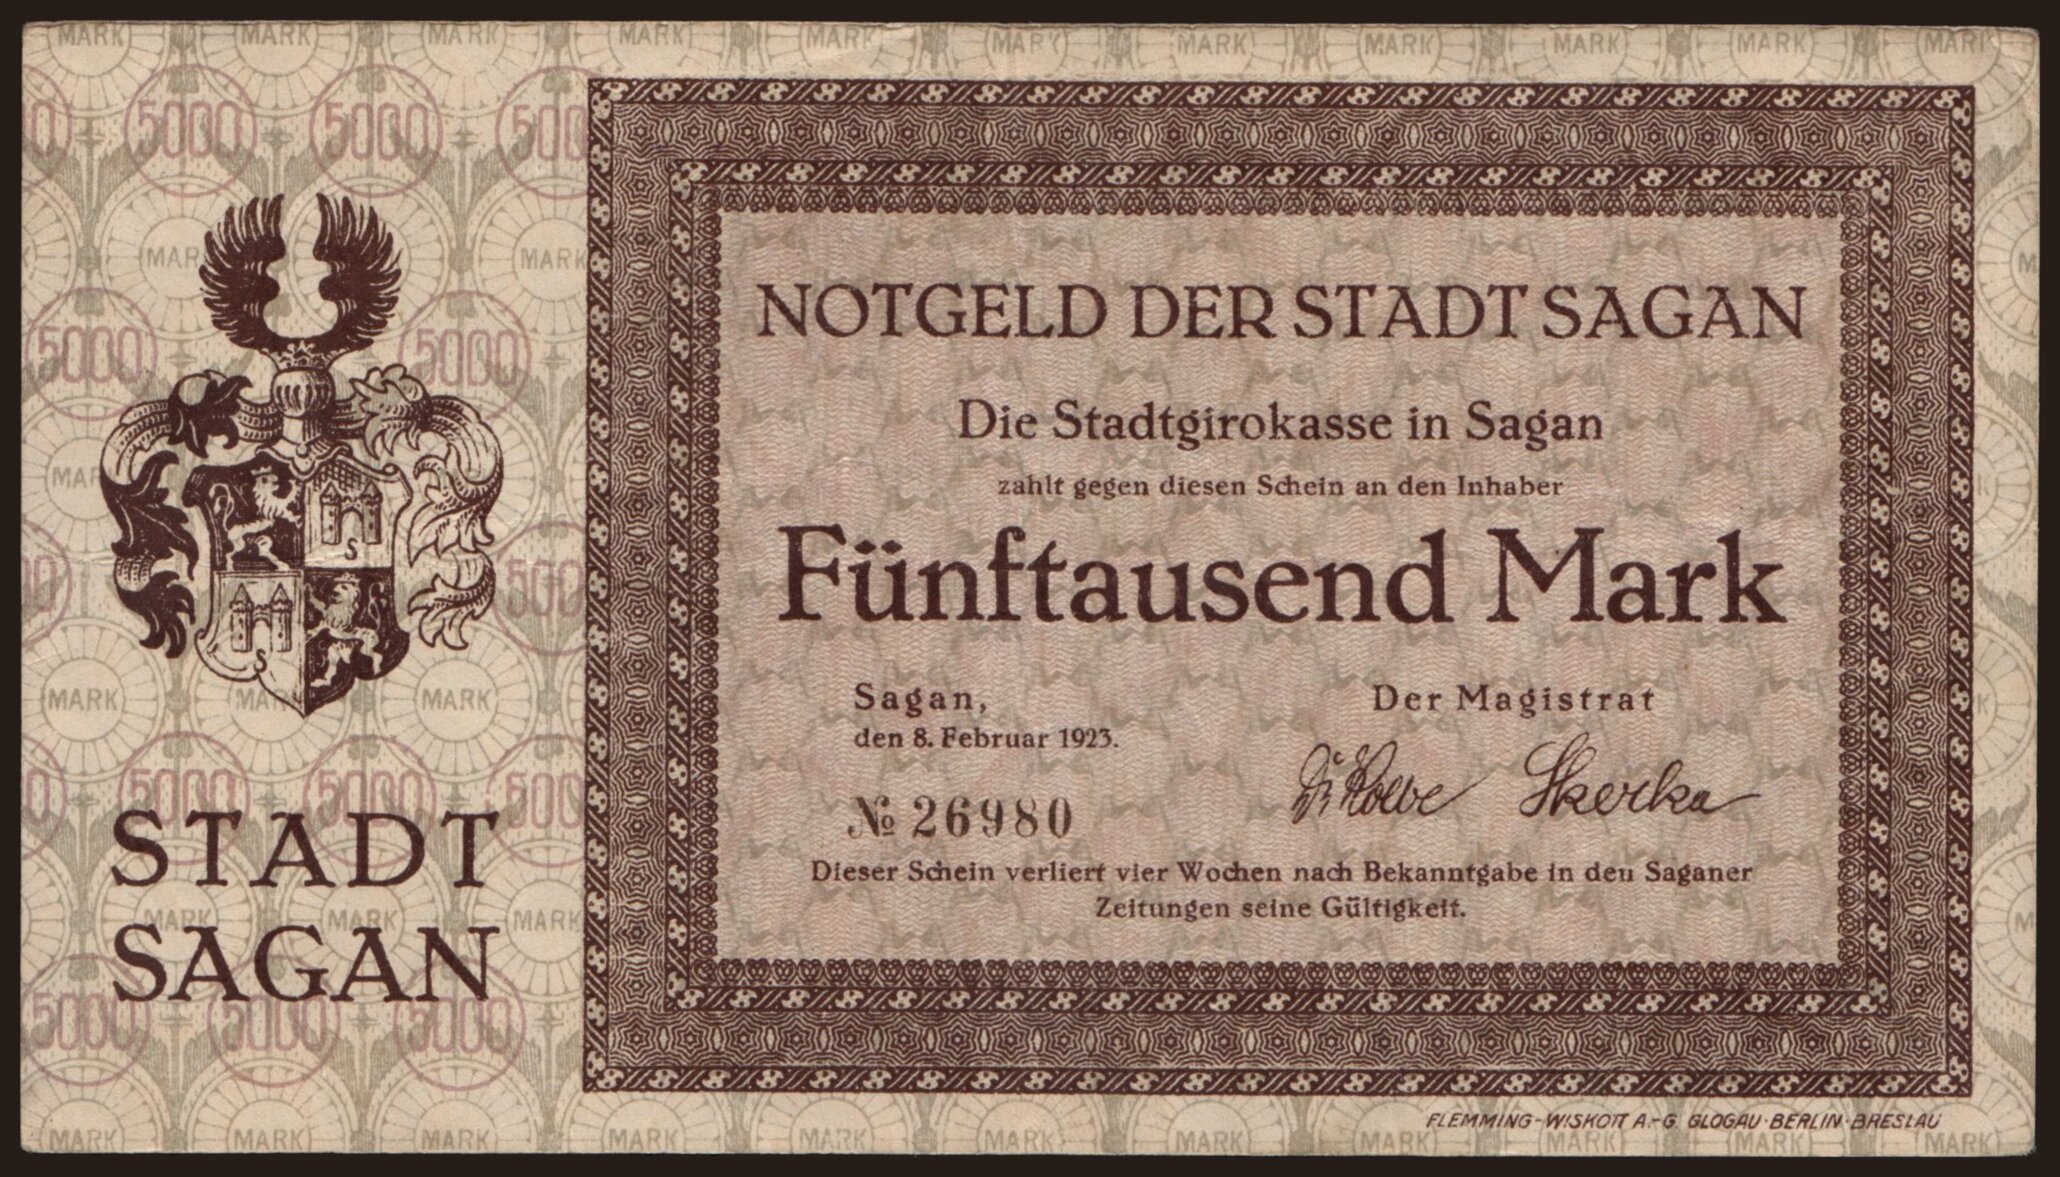 STADT
SAGAN
NOTGELD DER STADT SAGAN
Die Stadtgirokasse in Sagan
zahlt gegen diesen Schein an den Inhaber
Fünftausend Mark
Sagan,
den 8. Februar 1923.
Der Magistrat
№ 26980
Dieser Schein verliert vier Wochen nach Bekanntgabe in den Saganer
Zeitungen seine Gültigkeit.
FLEMMING-WISKOTT A.-G. GLOGAU·BERLIN·BRESLAU